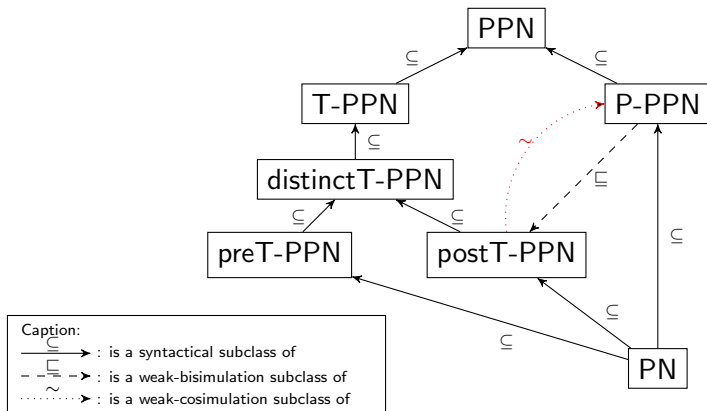 PPN
⊆
⊆
T-PPN
P-PPN
⊆
∼
distinctT-PPN
⊑
⊆
⊆
⊆
preT-PPN
postT-PPN
⊆
⊆
PN
Caption:
⊆ : is a syntactical subclass of
⊑ : is a weak-bisimulation subclass of
∼ : is a weak-cosimulation subclass of